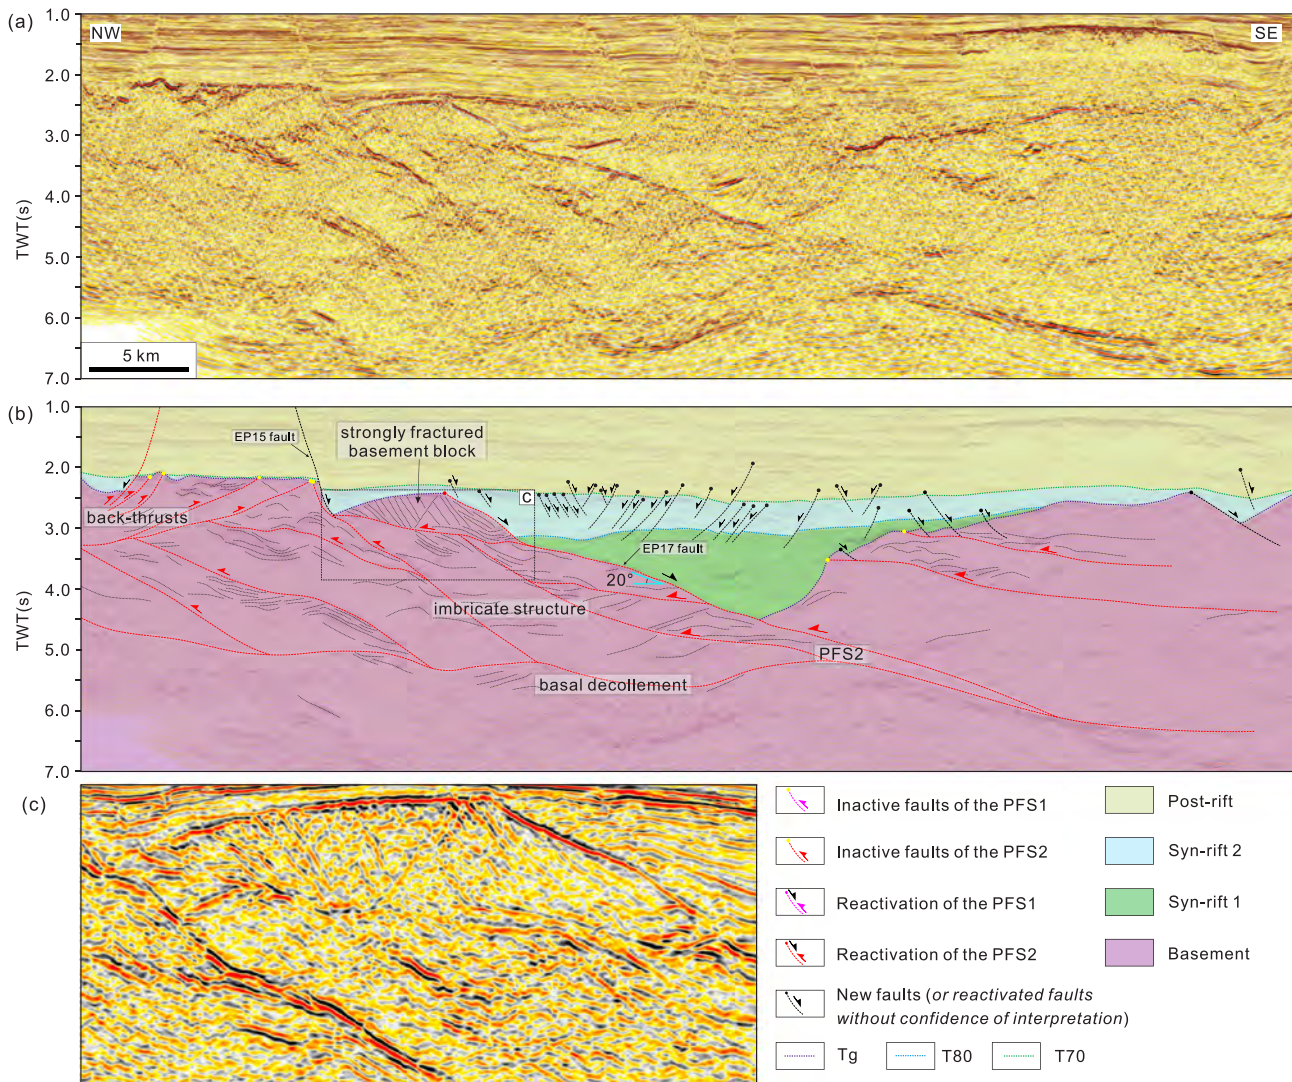 (a)
NW
SE
1.0
2.0
3.0
4.0
5.0
6.0
7.0
TWT(s)
5 km
(b)
1.0
2.0
3.0
4.0
5.0
6.0
7.0
TWT(s)
EP15 fault
strongly fractured
basement block
C
back-thrusts
EP17 fault
20°
imbricate structure
PFS2
basal decollement
(c)
Inactive faults of the PFS1
Inactive faults of the PFS2
Reactivation of the PFS1
Reactivation of the PFS2
New faults (or reactivated faults
without confidence of interpretation)
Tg
T80
T70
Post-rift
Syn-rift 2
Syn-rift 1
Basement